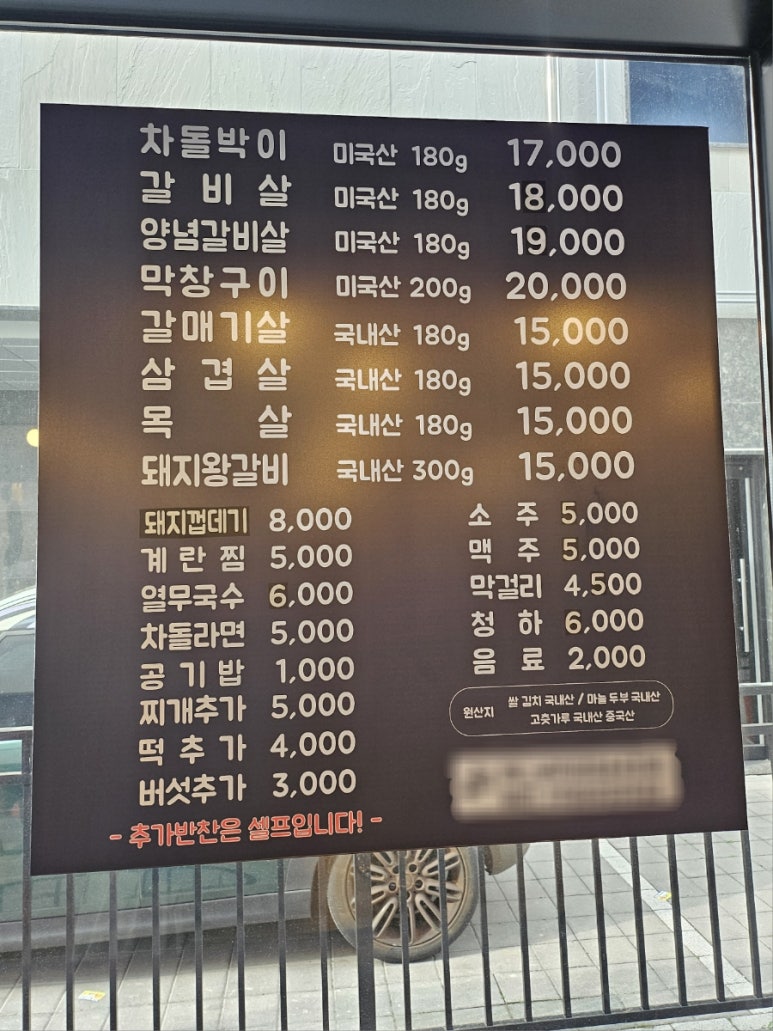 차돌박이 미국산 180g 17,000
갈비살 미국산 180g 18,000
양념갈비살 미국산 180g 19,000
막창구이 미국산 200g 20,000
갈매기살 국내산 180g 15,000
삼겹살 국내산 180g 15,000
목살 국내산 180g 15,000
돼지왕갈비 국내산 300g 15,000
돼지껍데기 8,000
계란찜 5,000
열무국수 6,000
차돌라면 5,000
공기밥 1,000
찌개추가 5,000
떡추가 4,000
버섯추가 3,000
- 추가반찬은 셀프입니다! -
소주 5,000
맥주 5,000
막걸리 4,500
청하 6,000
음료 2,000
원산지
쌀 김치 국내산 / 마늘 두부 국내산
고춧가루 국내산 중국산